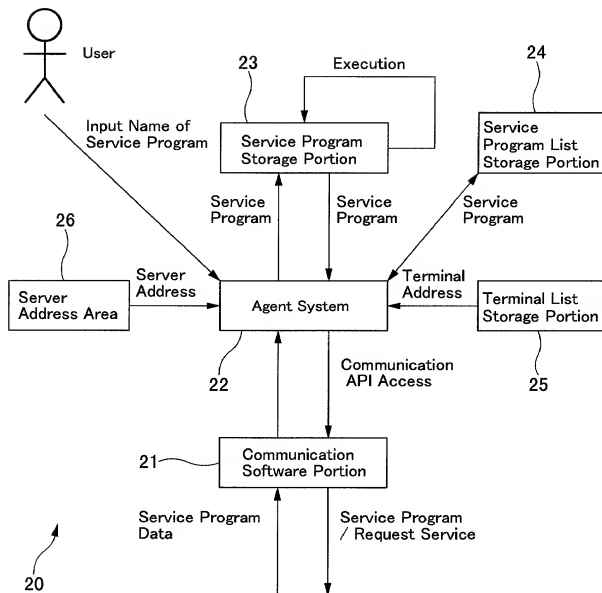 User
23
Execution
24
Input Name of
Service Program
Service Program
Storage Portion
Service
Program List
Storage Portion
Service
Program
Service
Program
Service
Program
26
Server
Address
Terminal
Address
Server
Address Area
Agent System
Terminal List
Storage Portion
22
Communication
API Access
25
21
Communication
Software Portion
Service Program
Data
Service Program
/ Request Service
20